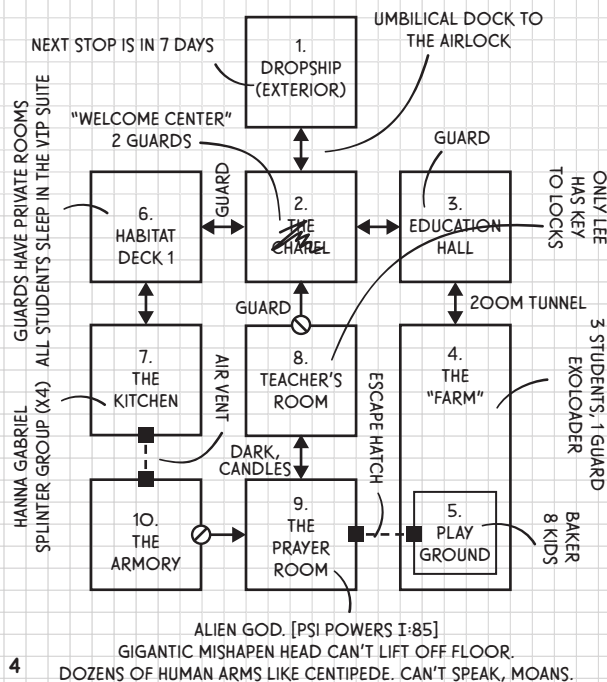 NEXT STOP IS IN 7 DAYS
1.
DROPSHIP
(EXTERIOR)
UMBILICAL DOCK TO
THE AIRLOCK
"WELCOME CENTER"
2 GUARDS
GUARD
GUARDS HAVE PRIVATE ROOMS
ALL STUDENTS SLEEP IN THE VIP SUITE
6.
HABITAT
DECK 1
GUARD
2.
THE
CHAPEL
3.
EDUCATION
HALL
ONLY LEE
HAS KEY
TO LOCKS
GUARD
200M TUNNEL
HANNA GABRIEL
SPLINTER GROUP (X4)
7.
THE
KITCHEN
AIR VENT
8.
TEACHER'S
ROOM
ESCAPE HATCH
4.
THE
"FARM"
3 STUDENTS, 1 GUARD
EXOLOADER
DARK,
CANDLES
10.
THE
ARMORY
9.
THE
PRAYER
ROOM
5.
PLAY
GROUND
BAKER
8 KIDS
ALIEN GOD. [PSI POWERS I:85]
GIGANTIC MISHAPEN HEAD CAN'T LIFT OFF FLOOR.
DOZENS OF HUMAN ARMS LIKE CENTIPEDE. CAN'T SPEAK, MOANS.
4